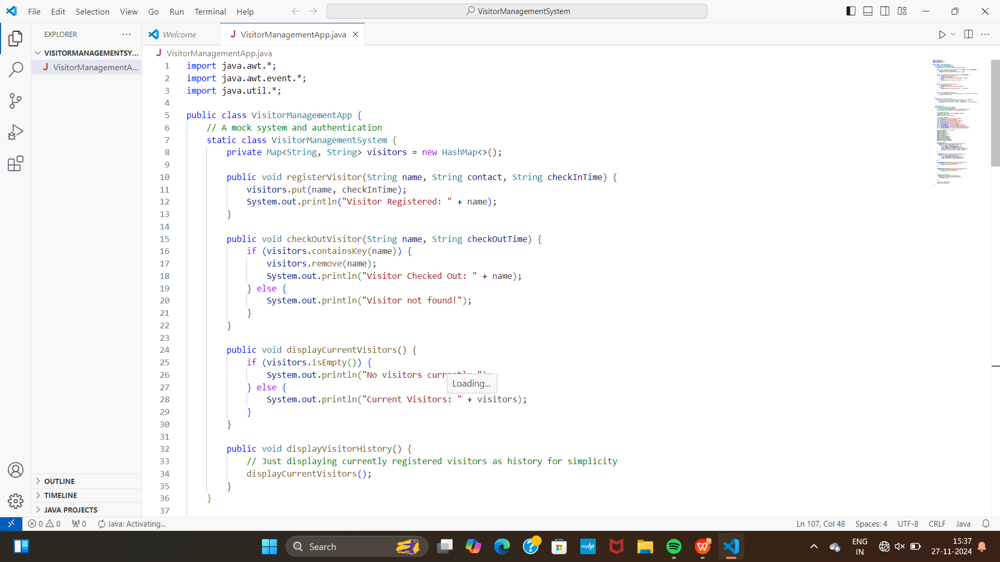 File Edit Selection View Go Run Terminal Help
VisitorManagementSystem
EXPLORER
VISITORMANAGEMENTSY...
VisitorManagementA...
OUTLINE
TIMELINE
JAVA PROJECTS
Welcome
J VisitorManagementApp.java
J VisitorManagementApp.java
1 import java.awt.*;
2 import java.awt.event.*;
3 import java.util.*;
4
5 public class VisitorManagementApp {
6 // A mock system and authentication
7 static class VisitorManagementSystem {
8 private Map<String, String> visitors = new HashMap<>();
9
10 public void registerVisitor(String name, String contact, String checkInTime) {
11 visitors.put(name, checkInTime);
12 System.out.println("Visitor Registered: " + name);
13 }
14
15 public void checkOutVisitor(String name, String checkOutTime) {
16 if (visitors.containsKey(name)) {
17 visitors.remove(name);
18 System.out.println("Visitor Checked Out: " + name);
19 } else {
20 System.out.println("Visitor not found!");
21 }
22 }
23
24 public void displayCurrentVisitors() {
25 if (visitors.isEmpty()) {
26 System.out.println("No visitors currently.");
Loading...
27 } else {
28 System.out.println("Current Visitors: " + visitors);
29 }
30 }
31
32 public void displayVisitorHistory() {
33 // Just displaying currently registered visitors as history for simplicity
34 displayCurrentVisitors();
35 }
36 }
37
0 0 0 Java: Activating...
Ln 107, Col 48 Spaces: 4 UTF-8 CRLF Java
Search
myhp
W P
ENG
IN
15:37
27-11-2024